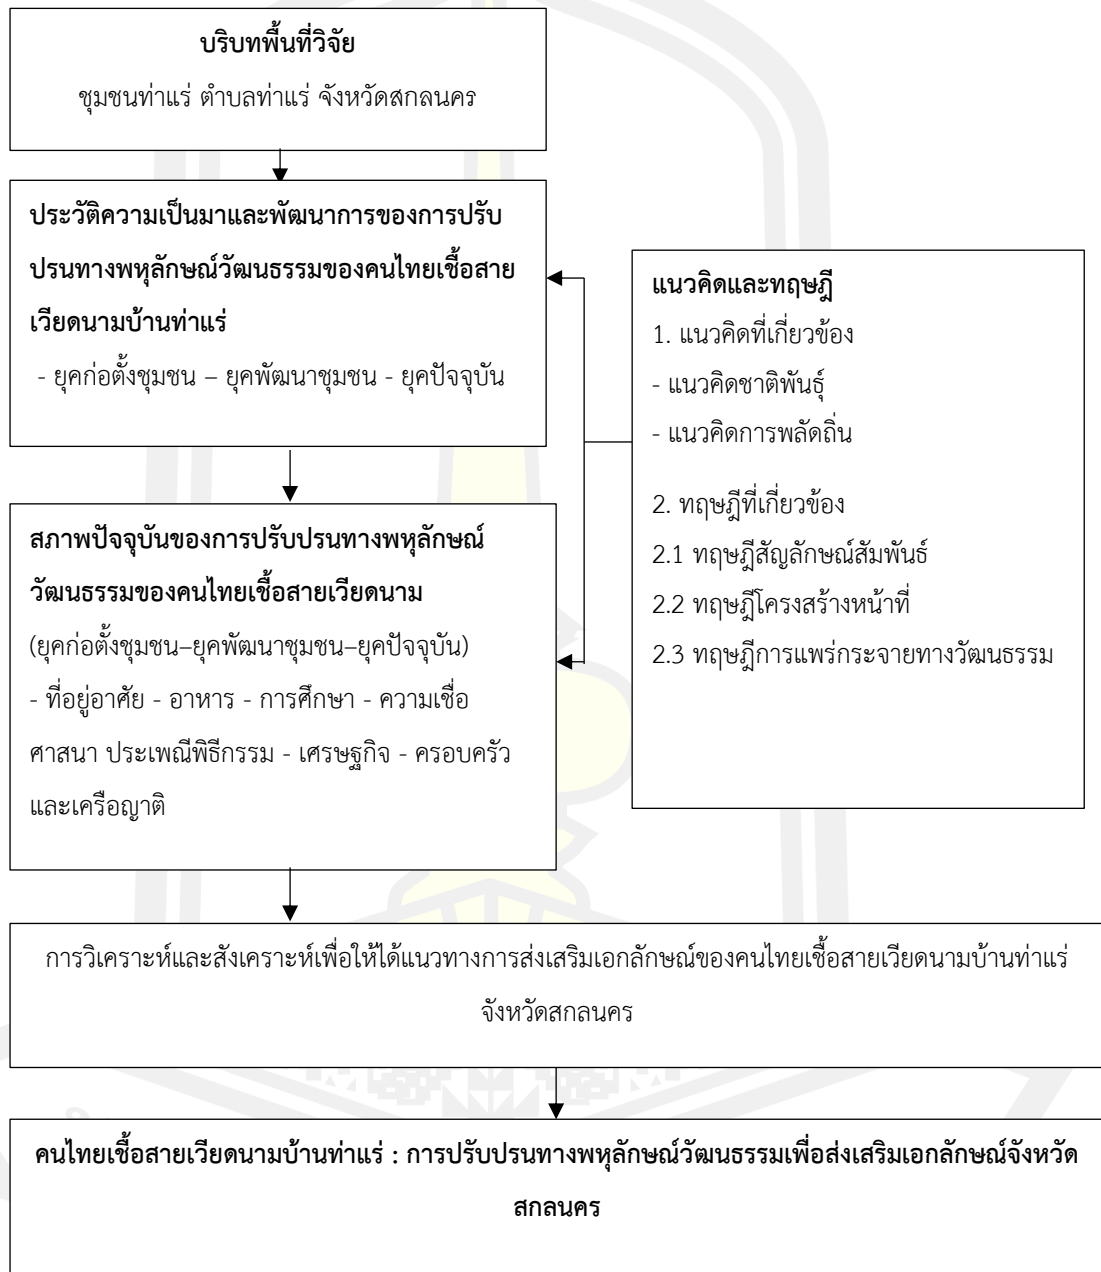 บริบทพื้นที่วิจัย
ชุมชนท่าแร่ ตำบลท่าแร่ จังหวัดสกลนคร
ประวัติความเป็นมาและพัฒนาการของการปรับ
ปรนทางพหุลักษณ์วัฒนธรรมของคนไทยเชื้อสาย
เวียดนามบ้านท่าแร่
- ยุคก่อตั้งชุมชน – ยุคพัฒนาชุมชน - ยุคปัจจุบัน
สภาพปัจจุบันของการปรับปรนทางพหุลักษณ์
วัฒนธรรมของคนไทยเชื้อสายเวียดนาม
(ยุคก่อตั้งชุมชน–ยุคพัฒนาชุมชน–ยุคปัจจุบัน)
- ที่อยู่อาศัย - อาหาร - การศึกษา - ความเชื่อ
ศาสนา ประเพณีพิธีกรรม - เศรษฐกิจ - ครอบครัว
และเครือญาติ
แนวคิดและทฤษฎี
1. แนวคิดที่เกี่ยวข้อง
- แนวคิดชาติพันธุ์
- แนวคิดการพลัดถิ่น
2. ทฤษฎีที่เกี่ยวข้อง
2.1 ทฤษฎีสัญลักษณ์สัมพันธ์
2.2 ทฤษฎีโครงสร้างหน้าที่
2.3 ทฤษฎีการแพร่กระจายทางวัฒนธรรม
การวิเคราะห์และสังเคราะห์เพื่อให้ได้แนวทางการส่งเสริมเอกลักษณ์ของคนไทยเชื้อสายเวียดนามบ้านท่าแร่
จังหวัดสกลนคร
คนไทยเชื้อสายเวียดนามบ้านท่าแร่ : การปรับปรนทางพหุลักษณ์วัฒนธรรมเพื่อส่งเสริมเอกลักษณ์จังหวัด
สกลนคร